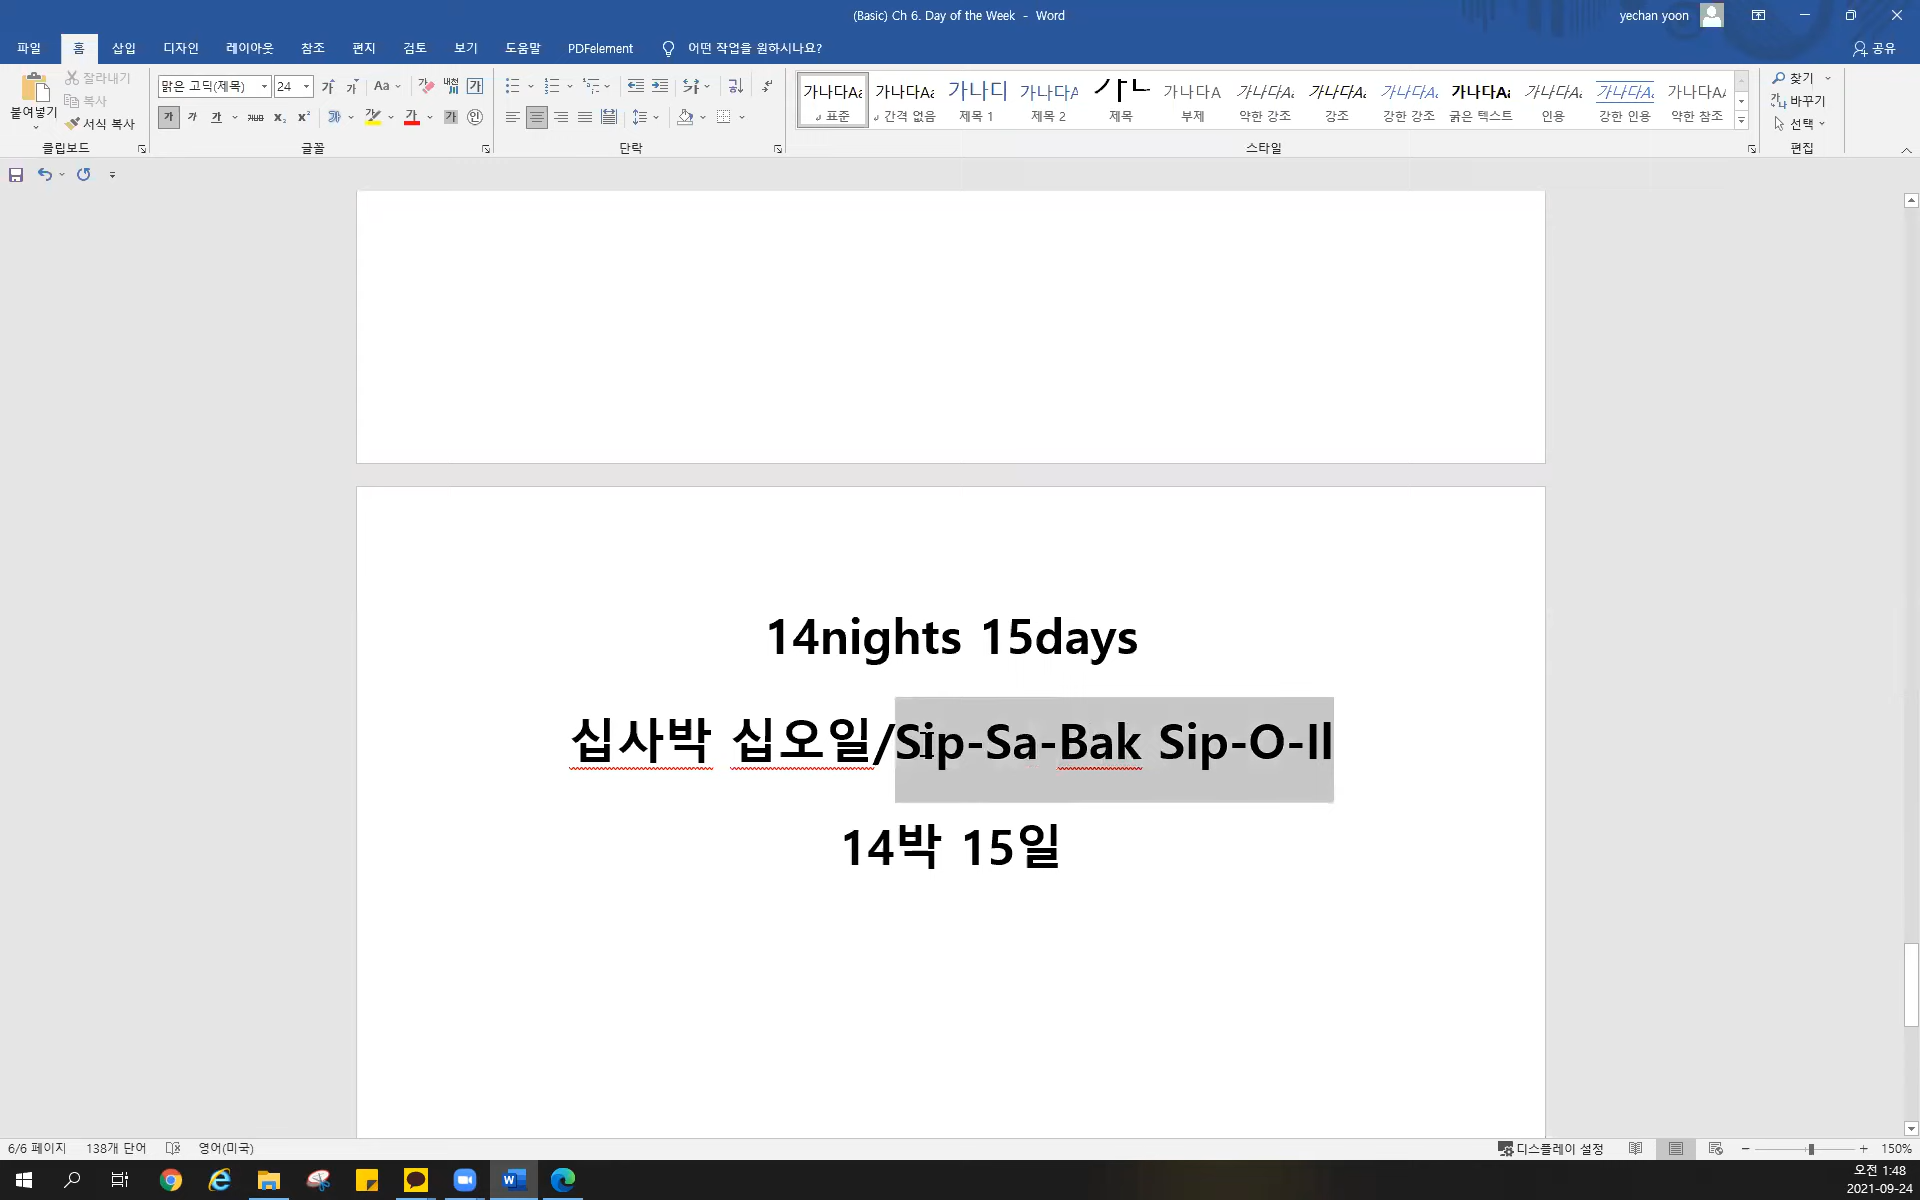 (Basic) Ch 6. Day of the Week - Word
yechan yoon
파일 홈 삽입 디자인 레이아웃 참조 편지 검토 보기 도움말 PDFelement 어떤 작업을 원하시나요? 공유
붙여넣기
잘라내기
복사
서식 복사
클립보드
맑은 고딕(제목) 24
글꼴
단락
가나다Aa 가나다Aa 가나다 가나다A 가나다A 가나다Aa 가나다Aa 가나다Aa 가나다Aa 가나다Aa 가나다Aa 가나다Aa
표준 간격 없음 제목 1 제목 2 제목 부제 약한 강조 강조 강한 강조 굵은 텍스트 인용 강한 인용 약한 참조
스타일
찾기
바꾸기
선택
편집
14nights 15days
십사박 십오일/Sip-Sa-Bak Sip-O-Il
14박 15일
6/6 페이지 138개 단어 영어(미국) 디스플레이 설정 150%
오전 1:48
2021-09-24